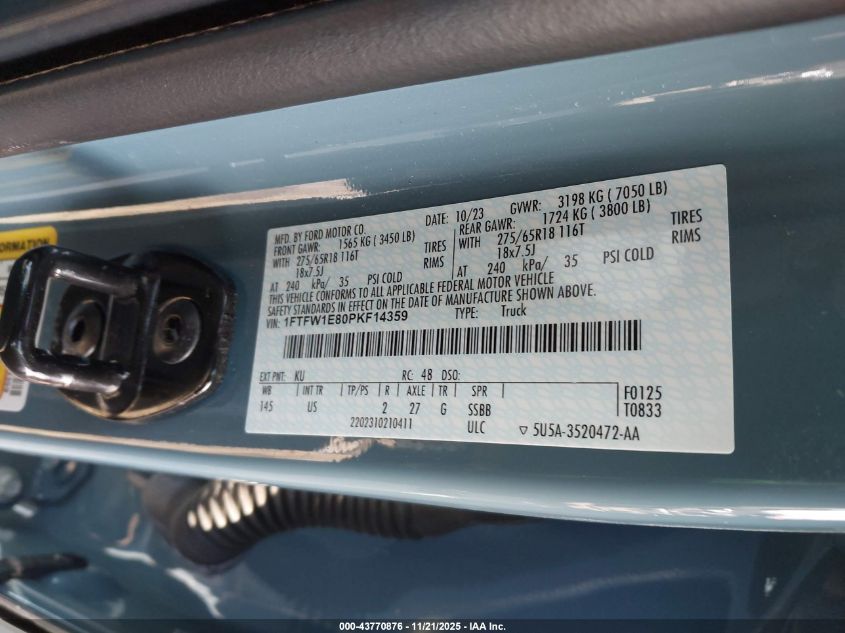 ORMATION
MFD. BY FORD MOTOR CO. DATE: 10/23 GVWR: 3198 KG ( 7050 LB)
FRONT GAWR: 1565 KG ( 3450 LB) REAR GAWR: 1724 KG ( 3800 LB)
WITH 275/65R18 116T TIRES WITH 275/65R18 116T TIRES
18x7.5J RIMS 18x7.5J RIMS
AT 240 kPa/ 35 PSI COLD AT 240 kPa/ 35 PSI COLD
THIS VEHICLE CONFORMS TO ALL APPLICABLE FEDERAL MOTOR VEHICLE
SAFETY STANDARDS IN EFFECT ON THE DATE OF MANUFACTURE SHOWN ABOVE.
VIN: 1FTFW1E80PKF14359 TYPE: Truck
EXT PNT: KU RC: 48 DSO:
WB INT TR TP/PS R AXLE TR SPR F0125
145 US 2 27 G SSBB T0833
2202310210411 ULC ▽ 5U5A-3520472-AA
000-43770876 - 11/21/2025 - IAA Inc.